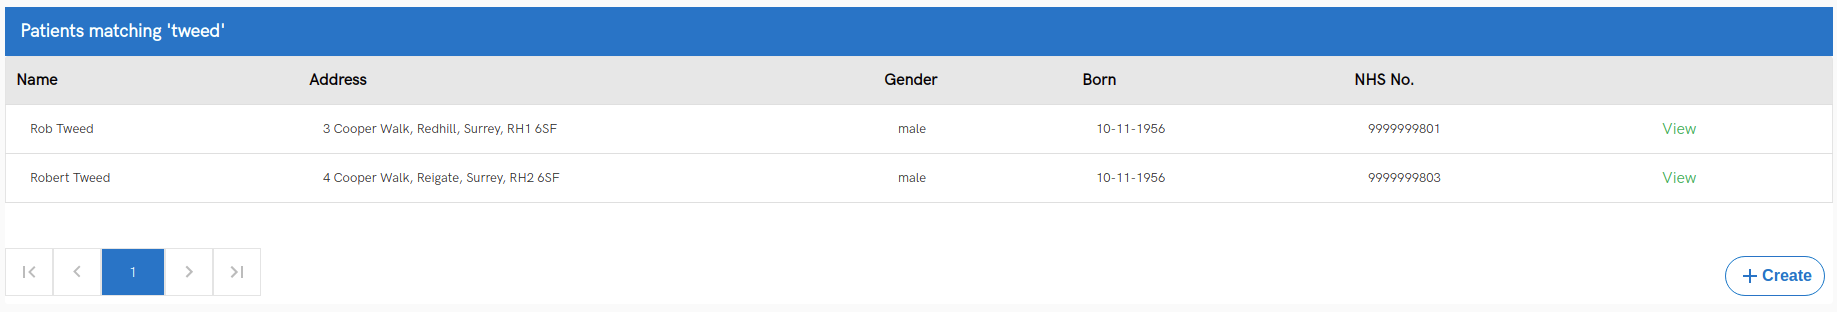 Patients matching 'tweed'
Name Address Gender Born NHS No.
Rob Tweed 3 Cooper Walk, Redhill, Surrey, RH1 6SF male 10-11-1956 9999999801 View
Robert Tweed 4 Cooper Walk, Reigate, Surrey, RH2 6SF male 10-11-1956 9999999803 View
1
Create